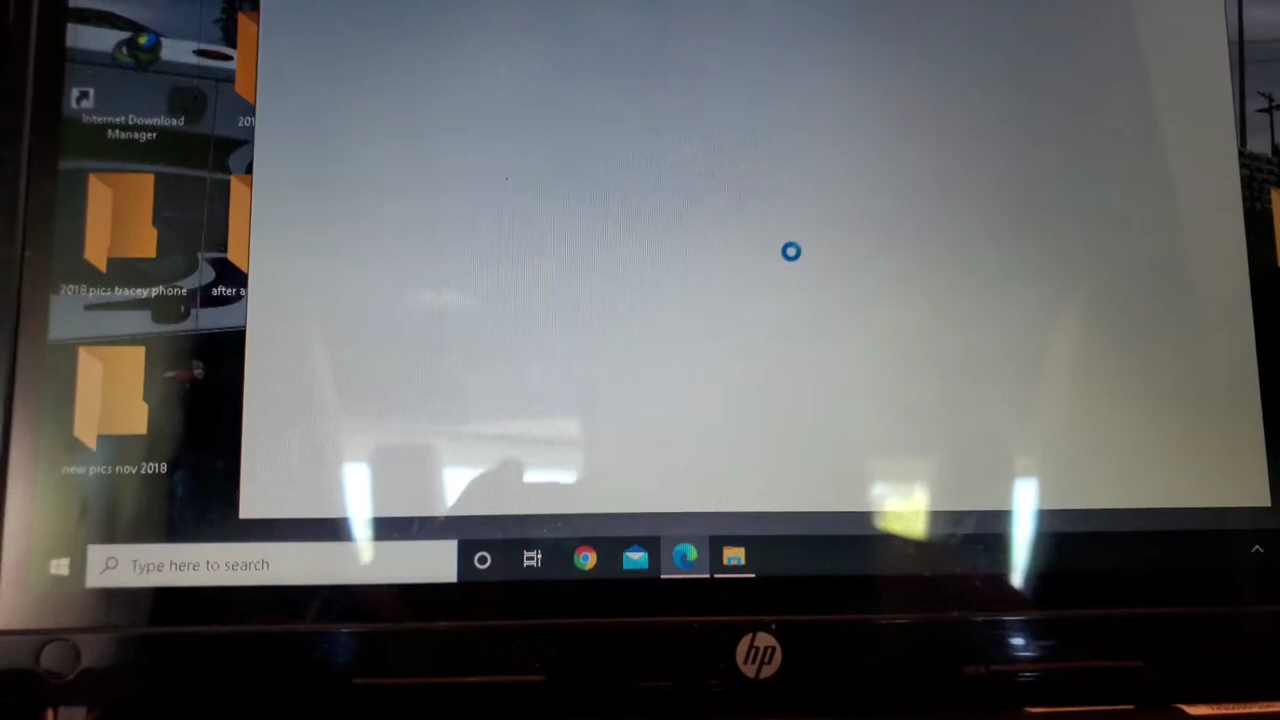 Internet Download
Manager
201
2018 pics tracey phone
after a
new pics nov 2018
Type here to search
hp